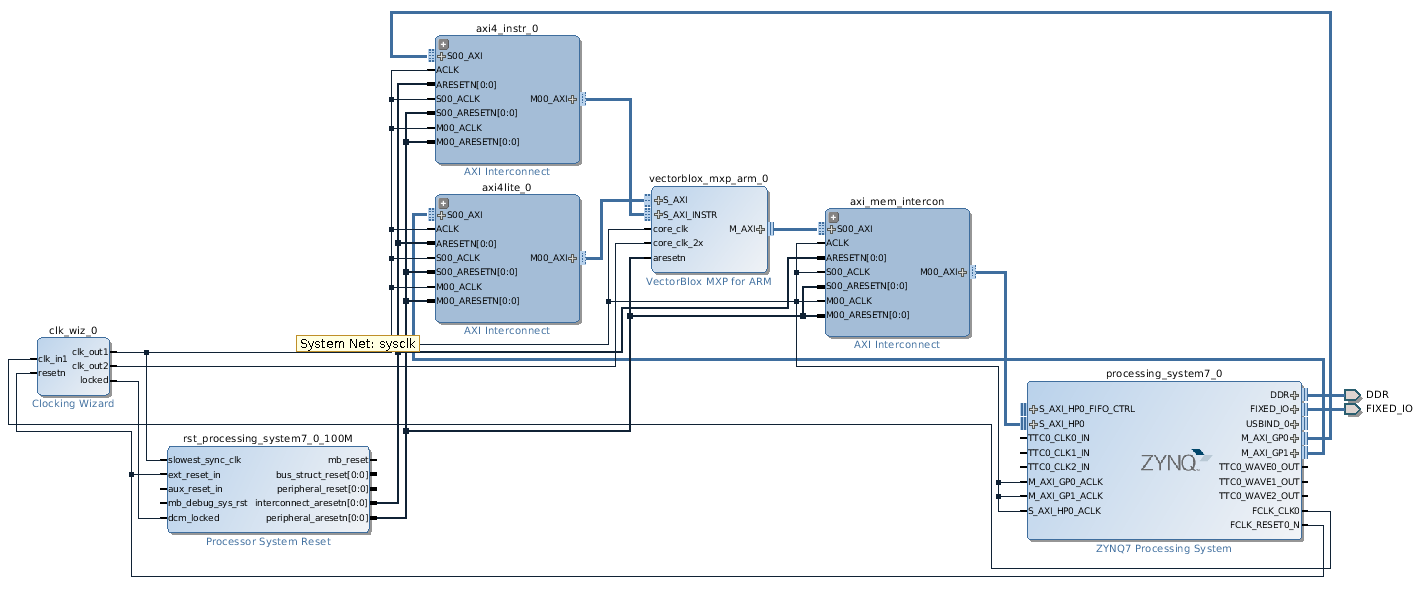 axi4_instr_0
S00_AXI
ACLK
ARESETN[0:0]
S00_ACLK
M00_AXI
S00_ARESETN[0:0]
M00_ACLK
M00_ARESETN[0:0]
AXI Interconnect
axi4lite_0
S00_AXI
ACLK
ARESETN[0:0]
S00_ACLK
M00_AXI
S00_ARESETN[0:0]
M00_ACLK
M00_ARESETN[0:0]
AXI Interconnect
vectorblox_mxp_arm_0
S_AXI
S_AXI_INSTR
core_clk
M_AXI
core_clk_2x
aresetn
VectorBlox MXP for ARM
axi_mem_intercon
S00_AXI
ACLK
ARESETN[0:0]
S00_ACLK
M00_AXI
S00_ARESETN[0:0]
M00_ACLK
M00_ARESETN[0:0]
AXI Interconnect
System Net: sysclk
clk_wiz_0
clk_in1
resetn
clk_out1
clk_out2
locked
Clocking Wizard
rst_processing_system7_0_100M
slowest_sync_clk
ext_reset_in
aux_reset_in
mb_debug_sys_rst
dcm_locked
mb_reset
bus_struct_reset[0:0]
peripheral_reset[0:0]
interconnect_aresetn[0:0]
peripheral_aresetn[0:0]
Processor System Reset
processing_system7_0
S_AXI_HP0_FIFO_CTRL
S_AXI_HP0
TTC0_CLK0_IN
TTC0_CLK1_IN
TTC0_CLK2_IN
M_AXI_GP0_ACLK
M_AXI_GP1_ACLK
S_AXI_HP0_ACLK
ZYNQ
DDR
FIXED_IO
USBIND_0
M_AXI_GP0
M_AXI_GP1
TTC0_WAVE0_OUT
TTC0_WAVE1_OUT
TTC0_WAVE2_OUT
FCLK_CLK0
FCLK_RESET0_N
ZYNQ7 Processing System
DDR
FIXED_IO